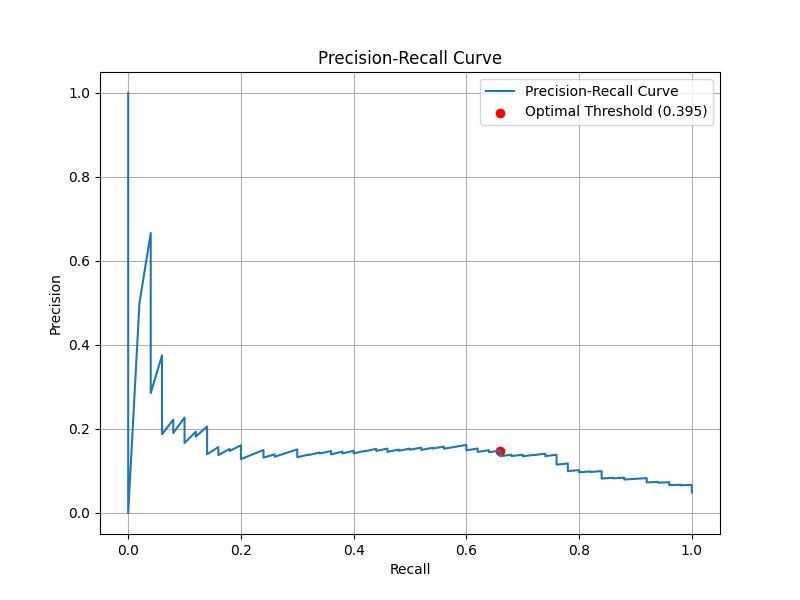 Precision-Recall Curve
Precision-Recall Curve
Optimal Threshold (0.395)
1.0
0.8
0.6
0.4
0.2
0.0
Precision
0.0 0.2 0.4 0.6 0.8 1.0
Recall